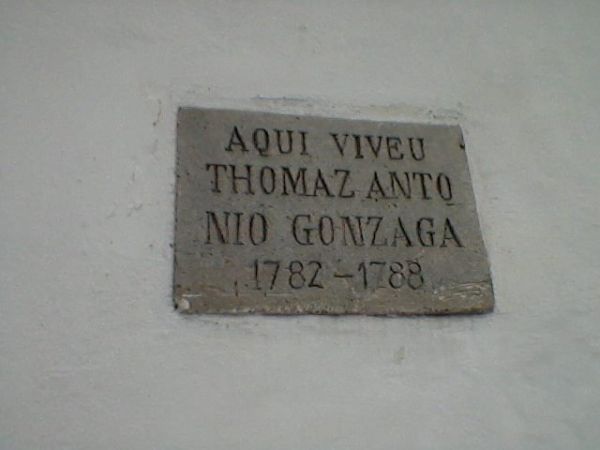 AQUI VIVEU
THOMAZ ANTO
NIO GONZAGA
1782-1788